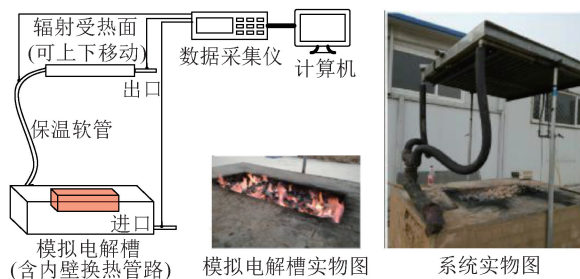 辐射受热面
(可上下移动)
数据采集仪
计算机
出口
保温软管
进口
模拟电解槽
(含内壁换热管路)
模拟电解槽实物图
系统实物图